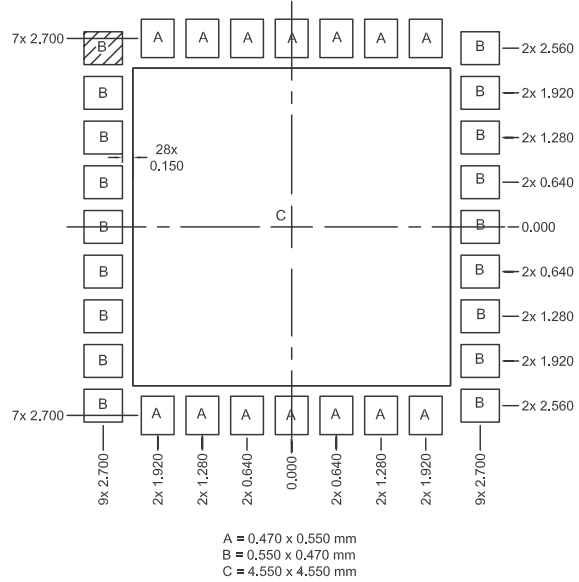 7x 2.700 A A A A A A A
B B 2x 2.560
B B 2x 1.920
B B 2x 1.280
28x
0.150
B B 2x 0.640
C
B B 0.000
B B 2x 0.640
B B 2x 1.280
B B 2x 1.920
B B 2x 2.560
7x 2.700 A A A A A A A
9x 2.700
2x 1.920
2x 1.280
2x 0.640
0.000
2x 0.640
2x 1.280
2x 1.920
9x 2.700
A = 0.470 x 0.550 mm
B = 0.550 x 0.470 mm
C = 4.550 x 4.550 mm